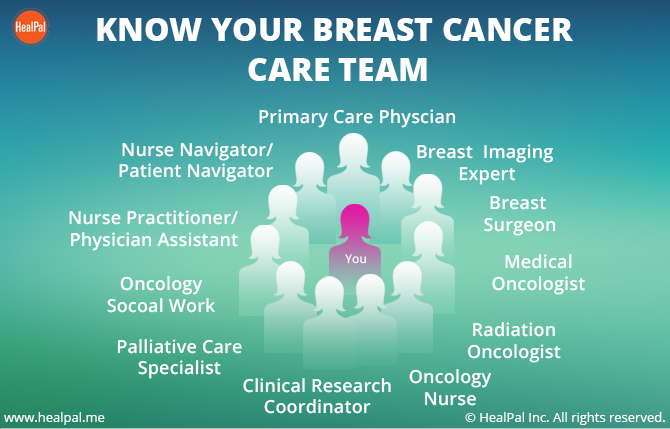 HealPal
KNOW YOUR BREAST CANCER
CARE TEAM
Primary Care Physcian
Nurse Navigator/
Patient Navigator
Breast Imaging
Expert
Nurse Practitioner/
Physician Assistant
Breast
Surgeon
You
Medical
Oncologist
Oncology
Socoal Work
Radiation
Oncologist
Palliative Care
Specialist
Clinical Research
Coordinator
Oncology
Nurse
www.healpal.me
© HealPal Inc. All rights reserved.